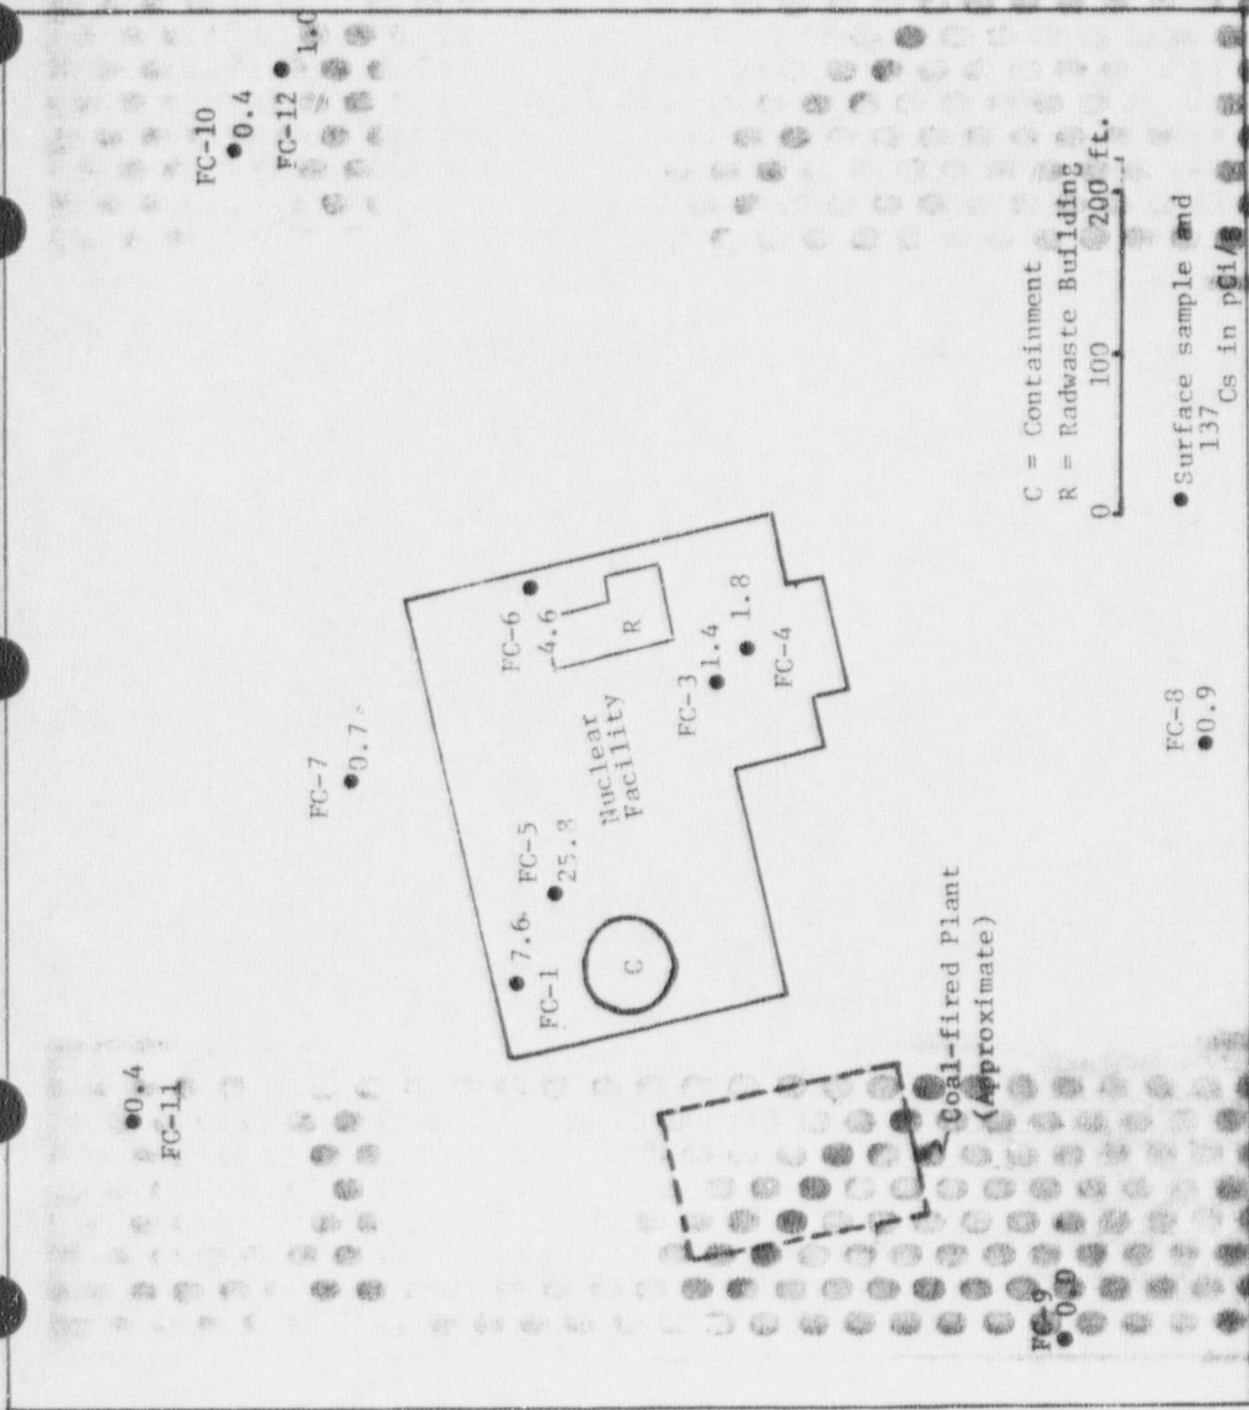 FC-11
0.4
FC-10
0.4
FC-12
1.0
FC-7
0.7
FC-6
4.6
R
FC-1
7.6
FC-5
25.8
C
Nuclear
Facility
FC-3
1.4
1.8
FC-4
Coal-fired Plant
(Approximate)
C = Containment
R = Radwaste Building
0 100 200 ft.
FC-9
FC-8
0.9
Surface sample and
137
Cs in pCi/g